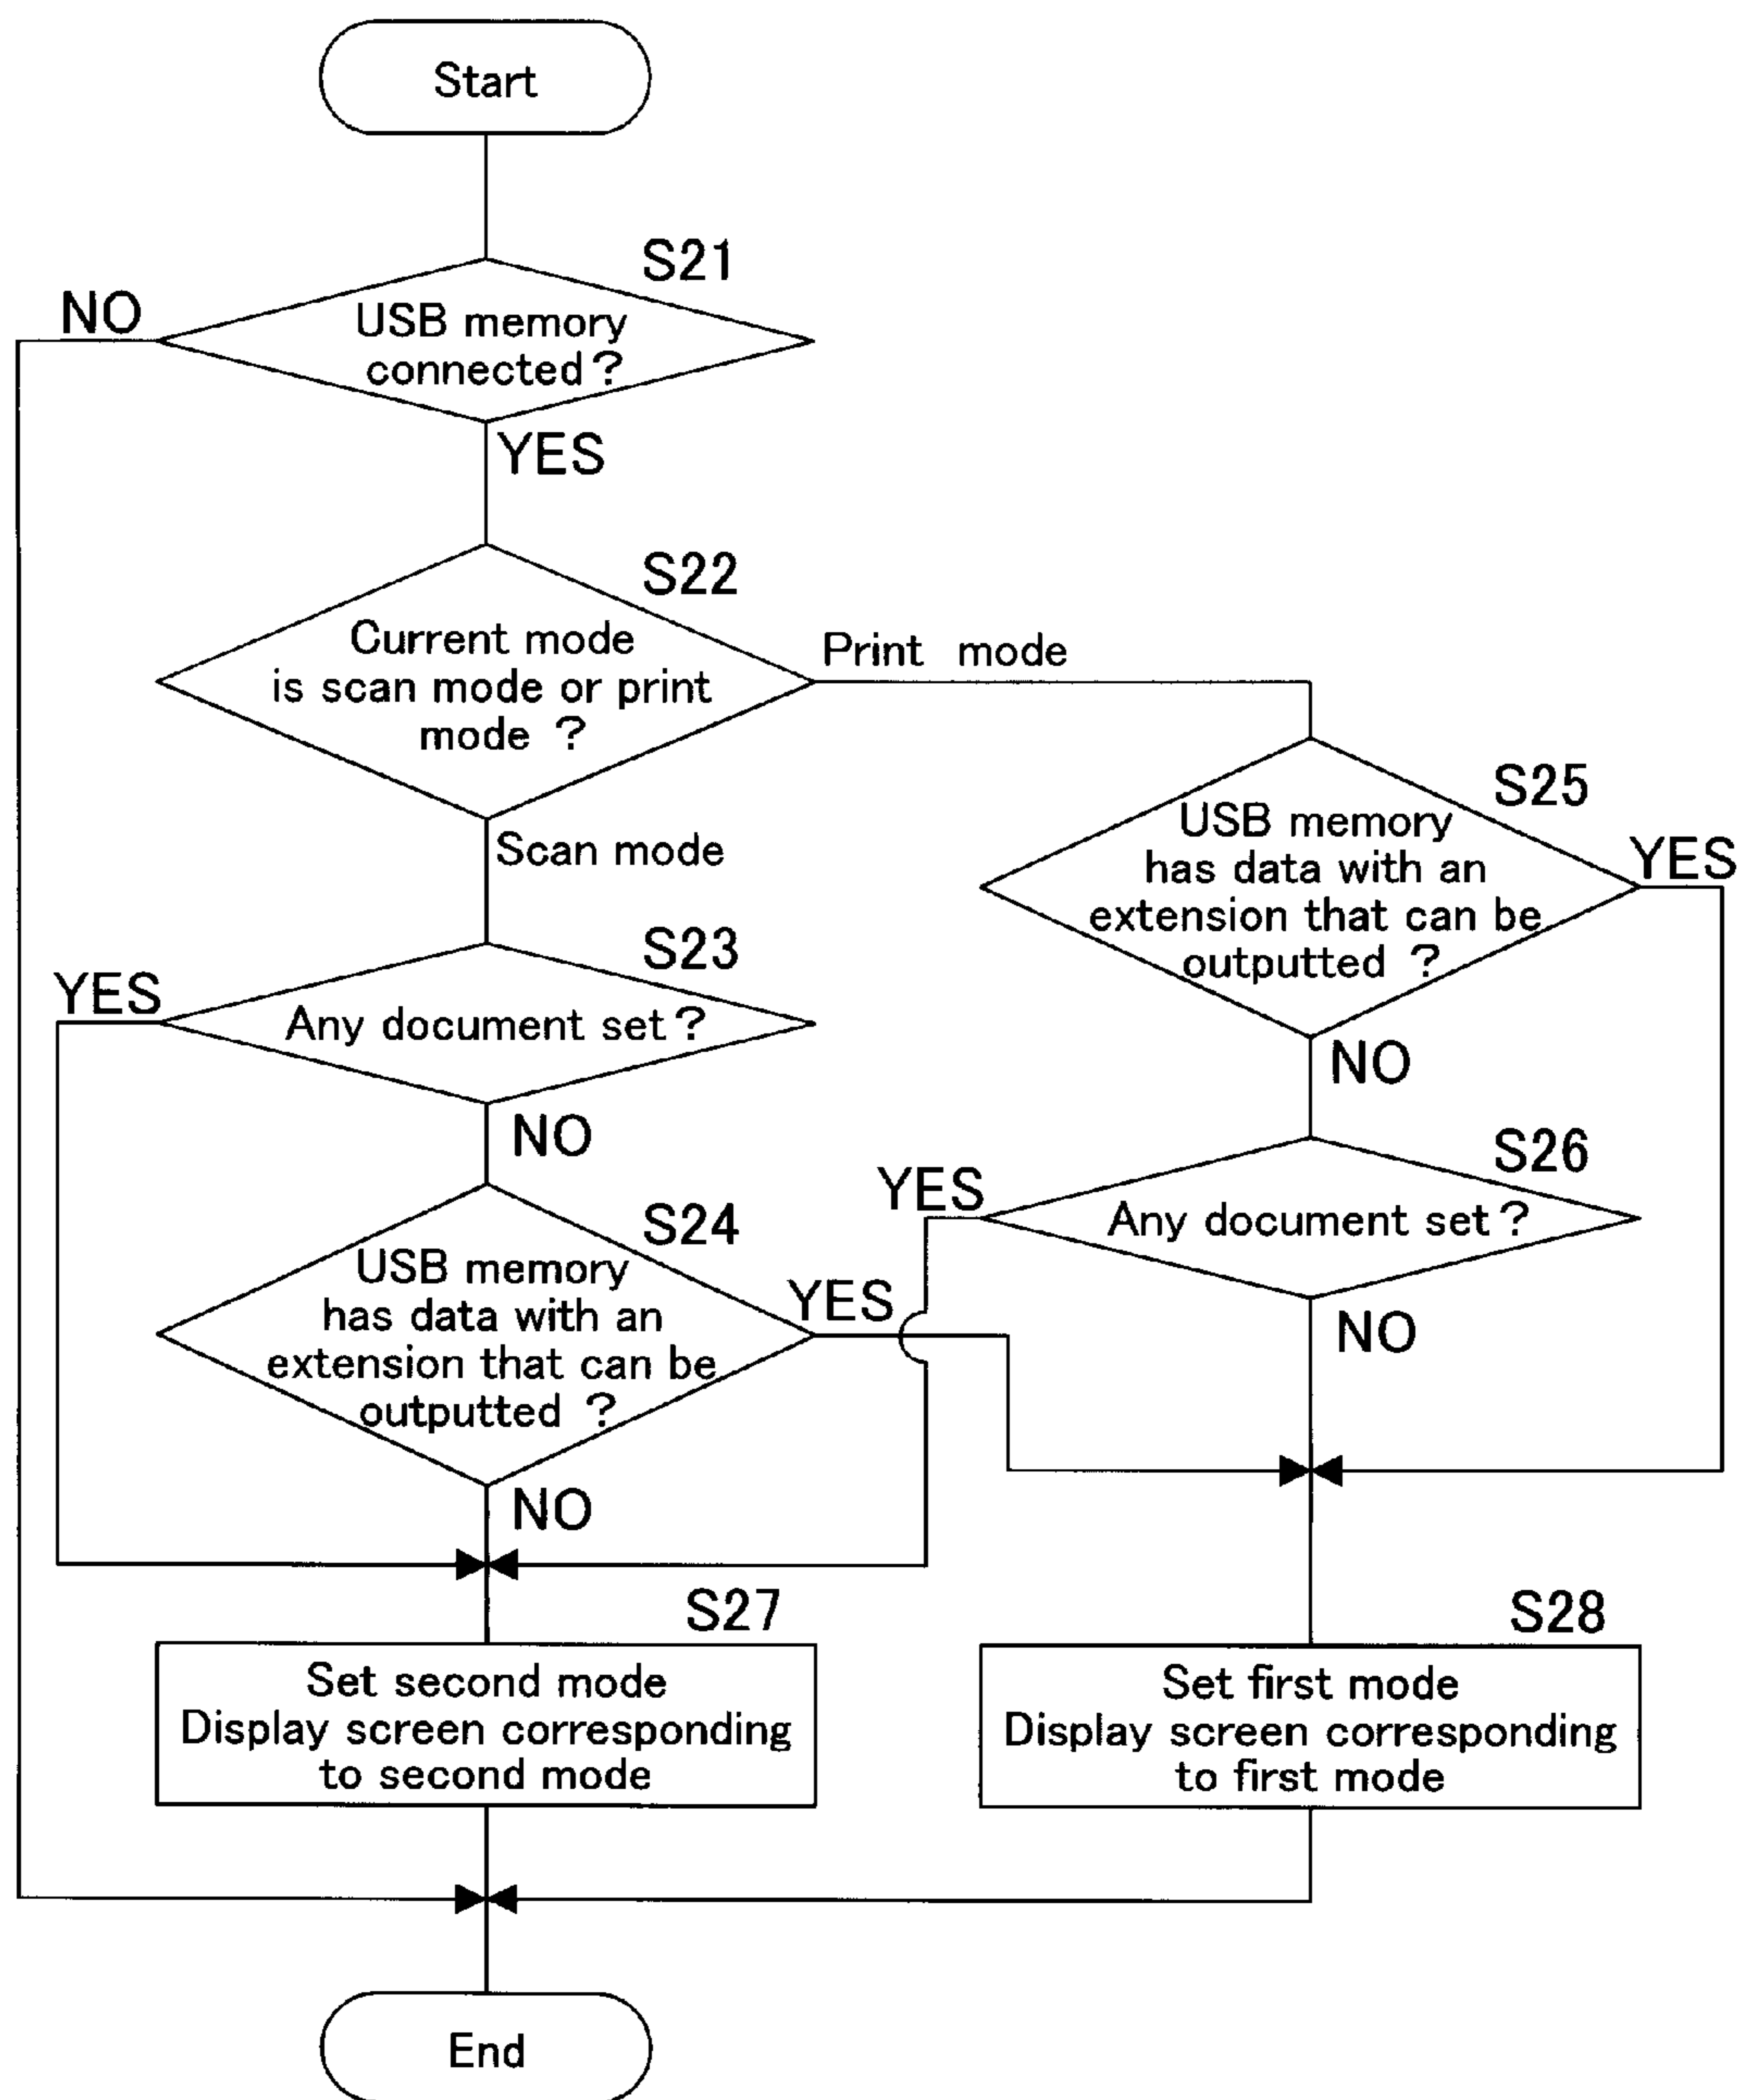 Start
S21
NO
USB memory
connected?
YES
S22
Current mode
is scan mode or print
mode ?
Print mode
Scan mode
S25
USB memory
has data with an
extension that can be
outputted ?
YES
NO
S23
YES
Any document set?
NO
S26
YES
Any document set?
NO
S24
USB memory
has data with an
extension that can be
outputted ?
YES
NO
S27
Set second mode
Display screen corresponding
to second mode
S28
Set first mode
Display screen corresponding
to first mode
End